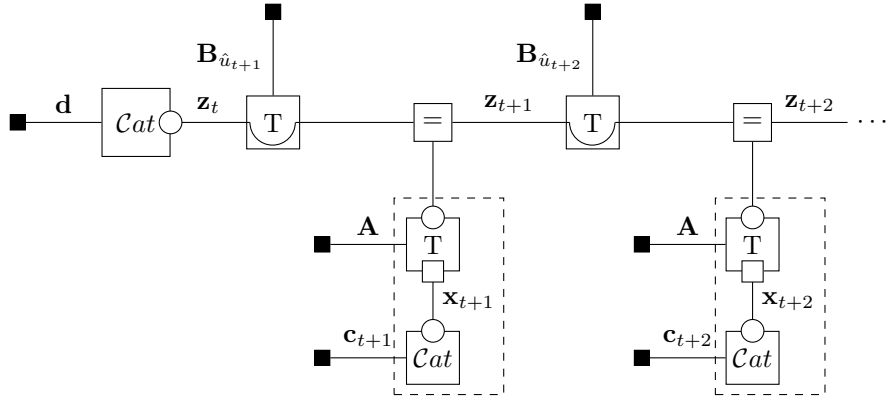 B_{\hat{u}_{t+1}} B_{\hat{u}_{t+2}}
d Cat z_t T = z_{t+1} T = z_{t+2} ⋯
A T A T
x_{t+1} x_{t+2}
c_{t+1} Cat c_{t+2} Cat